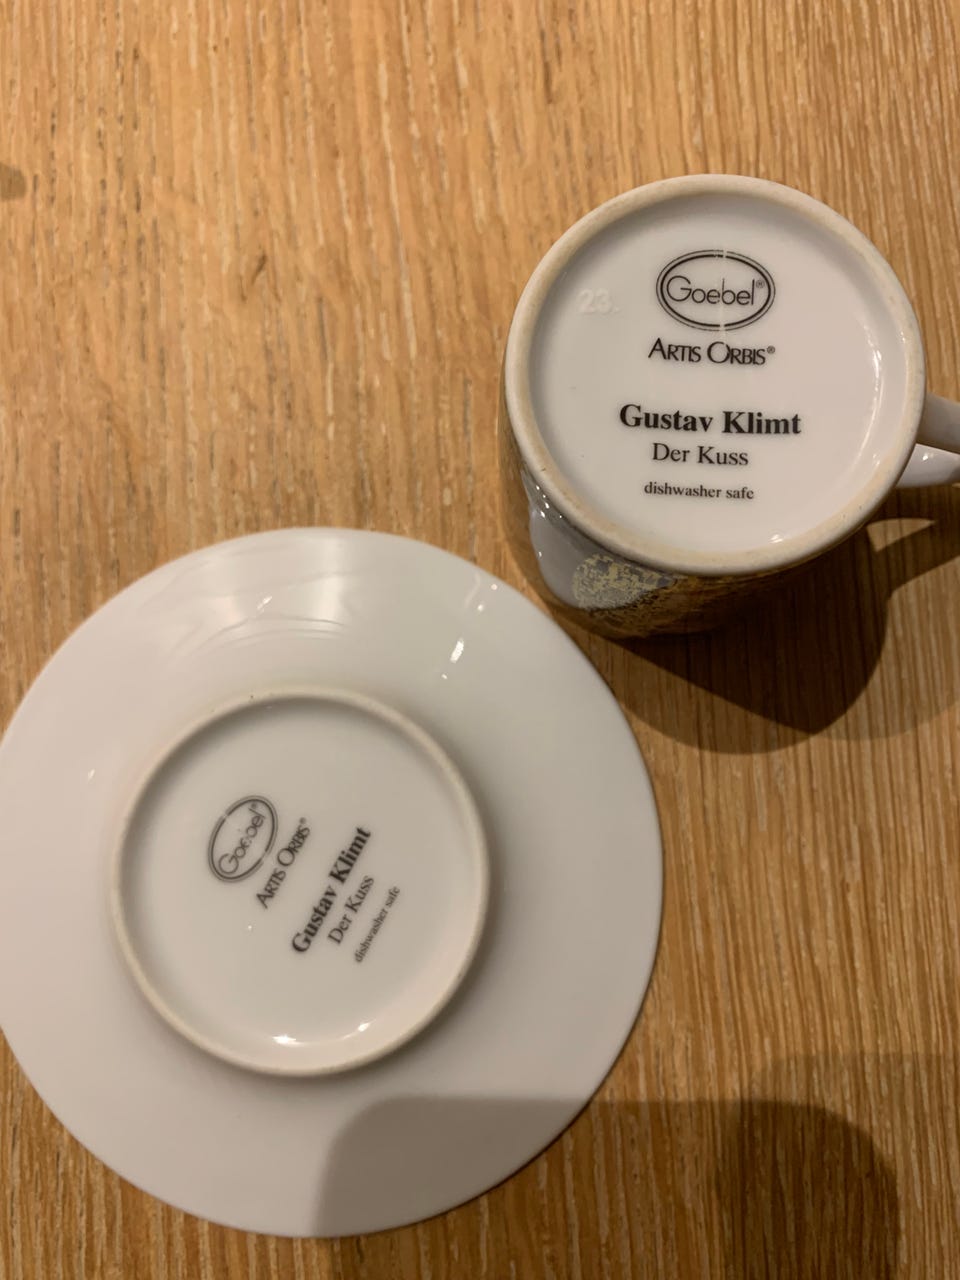 23.
Goebel®
ARTIS ORBIS®
Gustav Klimt
Der Kuss
dishwasher safe
Goebel®
ARTIS ORBIS®
Gustav Klimt
Der Kuss
dishwasher safe